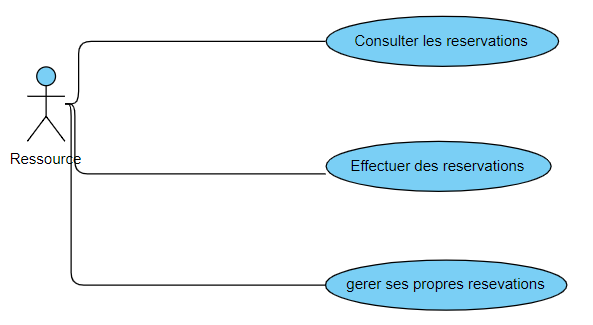 Consulter les reservations
Ressource
Effectuer des reservations
gerer ses propres resevations